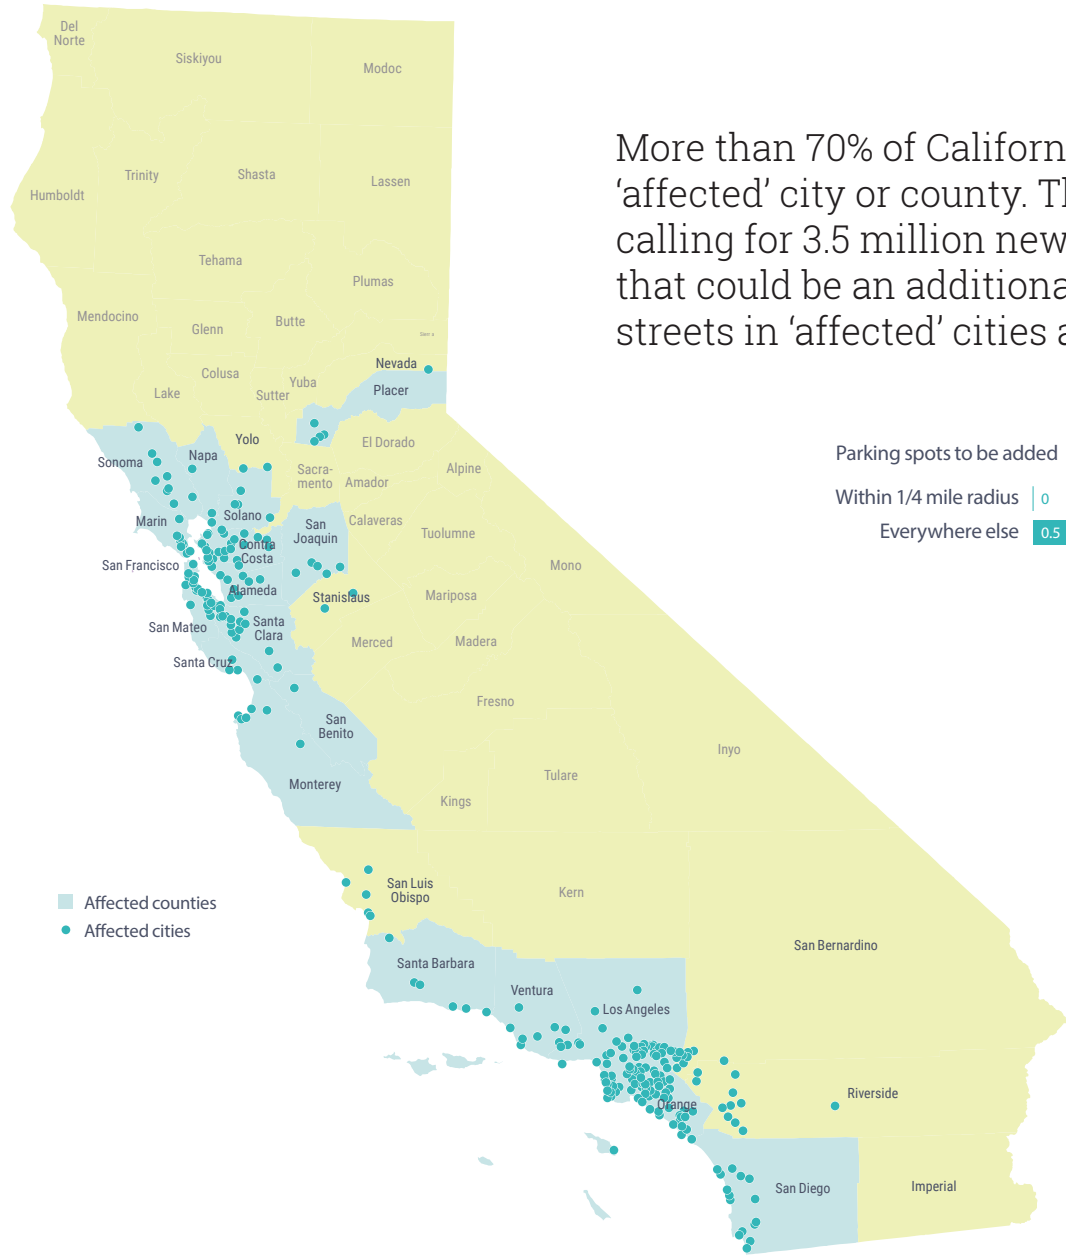 Del
Norte
Siskiyou
Modoc
More than 70% of Californ
‘affected’ city or county. Th
calling for 3.5 million new
that could be an additiona
streets in ‘affected’ cities a
Trinity
Shasta
Lassen
Humboldt
Tehama
Plumas
Mendocino
Glenn
Butte
Nevada
Colusa
Yuba
Placer
Lake
Sutter
Yolo
El Dorado
Sonoma
Napa
Sacra-
mento
Amador
Alpine
Parking spots to be added
Within 1/4 mile radius 0
Everywhere else 0.5
Marin
Solano
San
Joaquin
Calaveras
Tuolumne
Contra
Costa
San Francisco
Mono
Alameda
Stanislaus
Mariposa
San Mateo
Santa
Clara
Merced
Madera
Santa Cruz
Fresno
San
Benito
Inyo
Monterey
Tulare
Kings
San Luis
Obispo
Kern
Affected counties
Affected cities
San Bernardino
Santa Barbara
Ventura
Los Angeles
Orange
Riverside
San Diego
Imperial